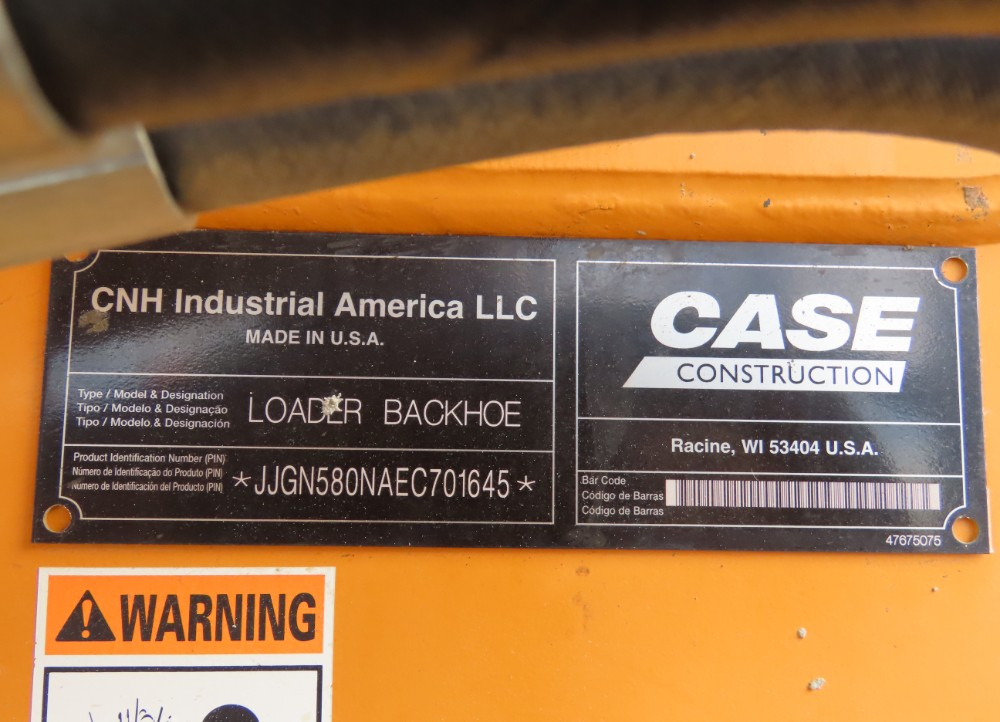 CNH Industrial America LLC
MADE IN U.S.A.
Type / Model & Designation
Tipo / Modelo & Designação
Tipo / Modelo & Designación
LOADER BACKHOE
Product Identification Number (PIN)
Número de Identificação do Produto (PIN)
Número de Identificación del Producto (PIN)
*JJGN580NAEC701645*
CASE
CONSTRUCTION
Racine, WI 53404 U.S.A.
Bar Code
Código de Barras
Código de Barras
47675075
WARNING